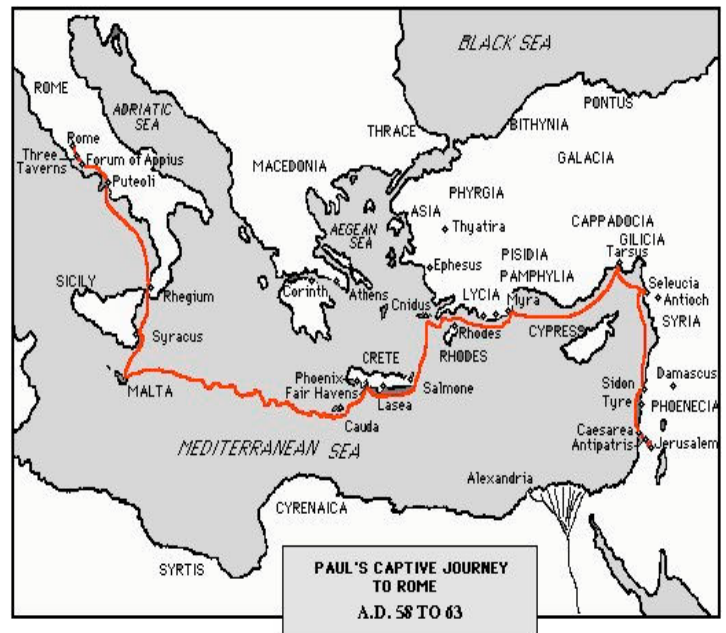 BLACK SEA
ROME
ADRIATIC
SEA
PONTUS
BITHYNIA
THRACE
Rome
Three
Taverns
Forum of Appius
Puteoli
MACEDONIA
GALACIA
PHYRGIA
ASIA
Thyatira
AEGEAN
SEA
CAPPADOCIA
GILICIA
Tarsus
Ephesus
PISIDIA
PAMPHYLIA
SICILY
Rhegium
Corinth
Athens
Cnidus
LYCIA
Myra
Seleucia
Antioch
SYRIA
Syracus
Rhodes
RHODES
CYPRESS
MALTA
CRETE
Phoenix
Fair Havens
Lasea
Salmone
Cauda
Damascus
Sidon
Tyre
PHOENECIA
Caesarea
Antipatris
Jerusalem
MEDITERRANEAN SEA
Alexandria
CYRENAICA
SYRTIS
PAUL'S CAPTIVE JOURNEY
TO ROME
A.D. 58 TO 63